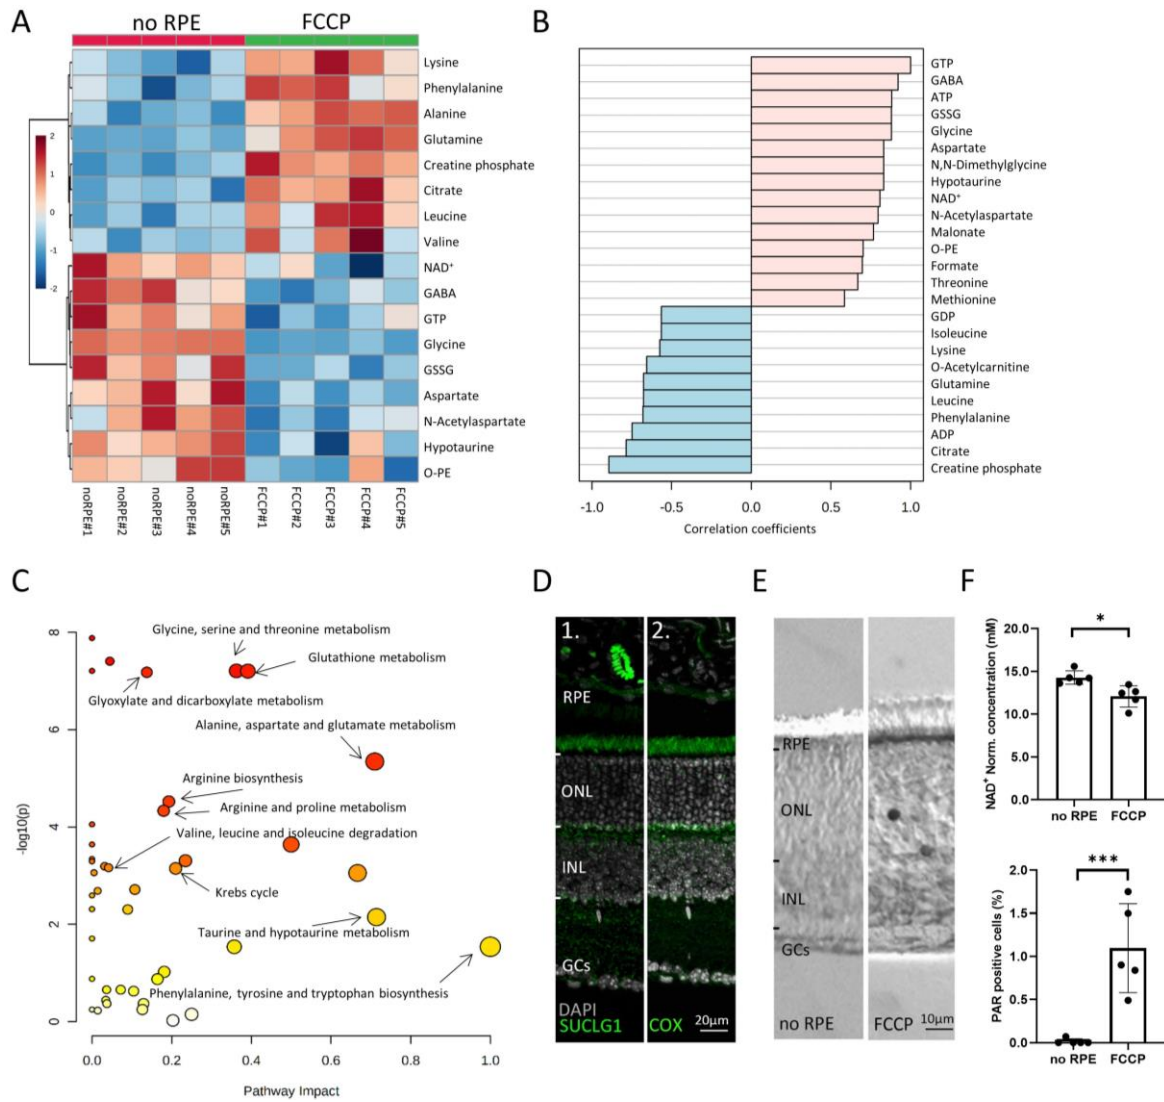 A
no RPE
FCCP
Lysine
Phenylalanine
Alanine
Glutamine
Creatine phosphate
Citrate
Leucine
Valine
NAD⁺
GABA
GTP
Glycine
GSSG
Aspartate
N-Acetylaspartate
Hypotaurine
O-PE
2
1
0
-1
-2
noRPE#1
noRPE#2
noRPE#3
noRPE#4
noRPE#5
FCCP#1
FCCP#2
FCCP#3
FCCP#4
FCCP#5
B
GTP
GABA
ATP
GSSG
Glycine
Aspartate
N,N-Dimethylglycine
Hypotaurine
NAD⁺
N-Acetylaspartate
Malonate
O-PE
Formate
Threonine
Methionine
GDP
Isoleucine
Lysine
O-Acetylcarnitine
Glutamine
Leucine
Phenylalanine
ADP
Citrate
Creatine phosphate
-1.0 -0.5 0.0 0.5 1.0
Correlation coefficients
C
Glycine, serine and threonine metabolism
Glutathione metabolism
Glyoxylate and dicarboxylate metabolism
Alanine, aspartate and glutamate metabolism
Arginine biosynthesis
Arginine and proline metabolism
Valine, leucine and isoleucine degradation
Krebs cycle
Taurine and hypotaurine metabolism
Phenylalanine, tyrosine and tryptophan biosynthesis
-log10(p)
8
6
4
2
0
0.0 0.2 0.4 0.6 0.8 1.0
Pathway Impact
D
1.
2.
RPE
ONL
INL
GCs
DAPI
SUCLG1
COX
20µm
E
RPE
ONL
INL
GCs
no RPE
FCCP
10µm
F
NAD⁺ Norm. concentration (mM)
20.0
15.0
10.0
5.0
0.0
*
no RPE
FCCP
PAR positive cells (%)
2.0
1.5
1.0
0.5
0.0
***
no RPE
FCCP